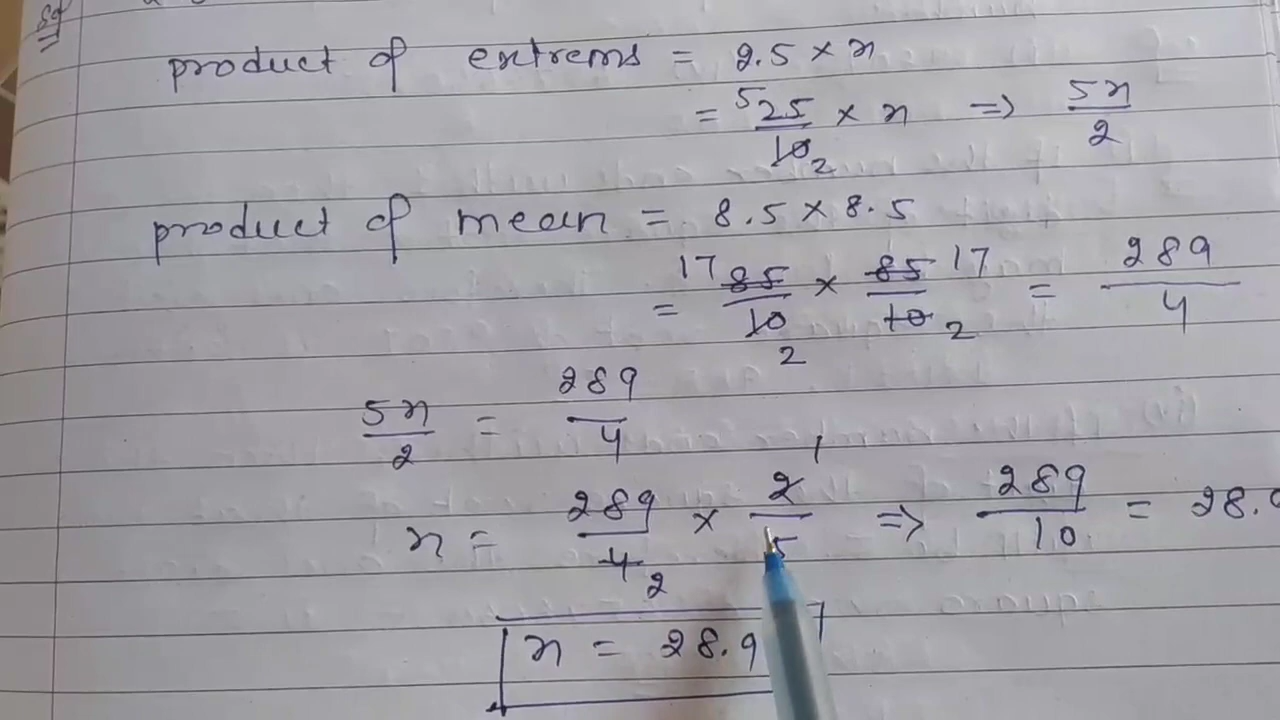 product of extrems = 2.5 × x
= 5 25/10 2 × x ⇒ 5x/2
product of mean = 8.5 × 8.5
= 17 85/10 2 × 85/10 17 2 = 289/4
5x/2 = 289/4
x = 289/4 2 × 2/5 1 ⇒ 289/10 = 28.9
x = 28.9